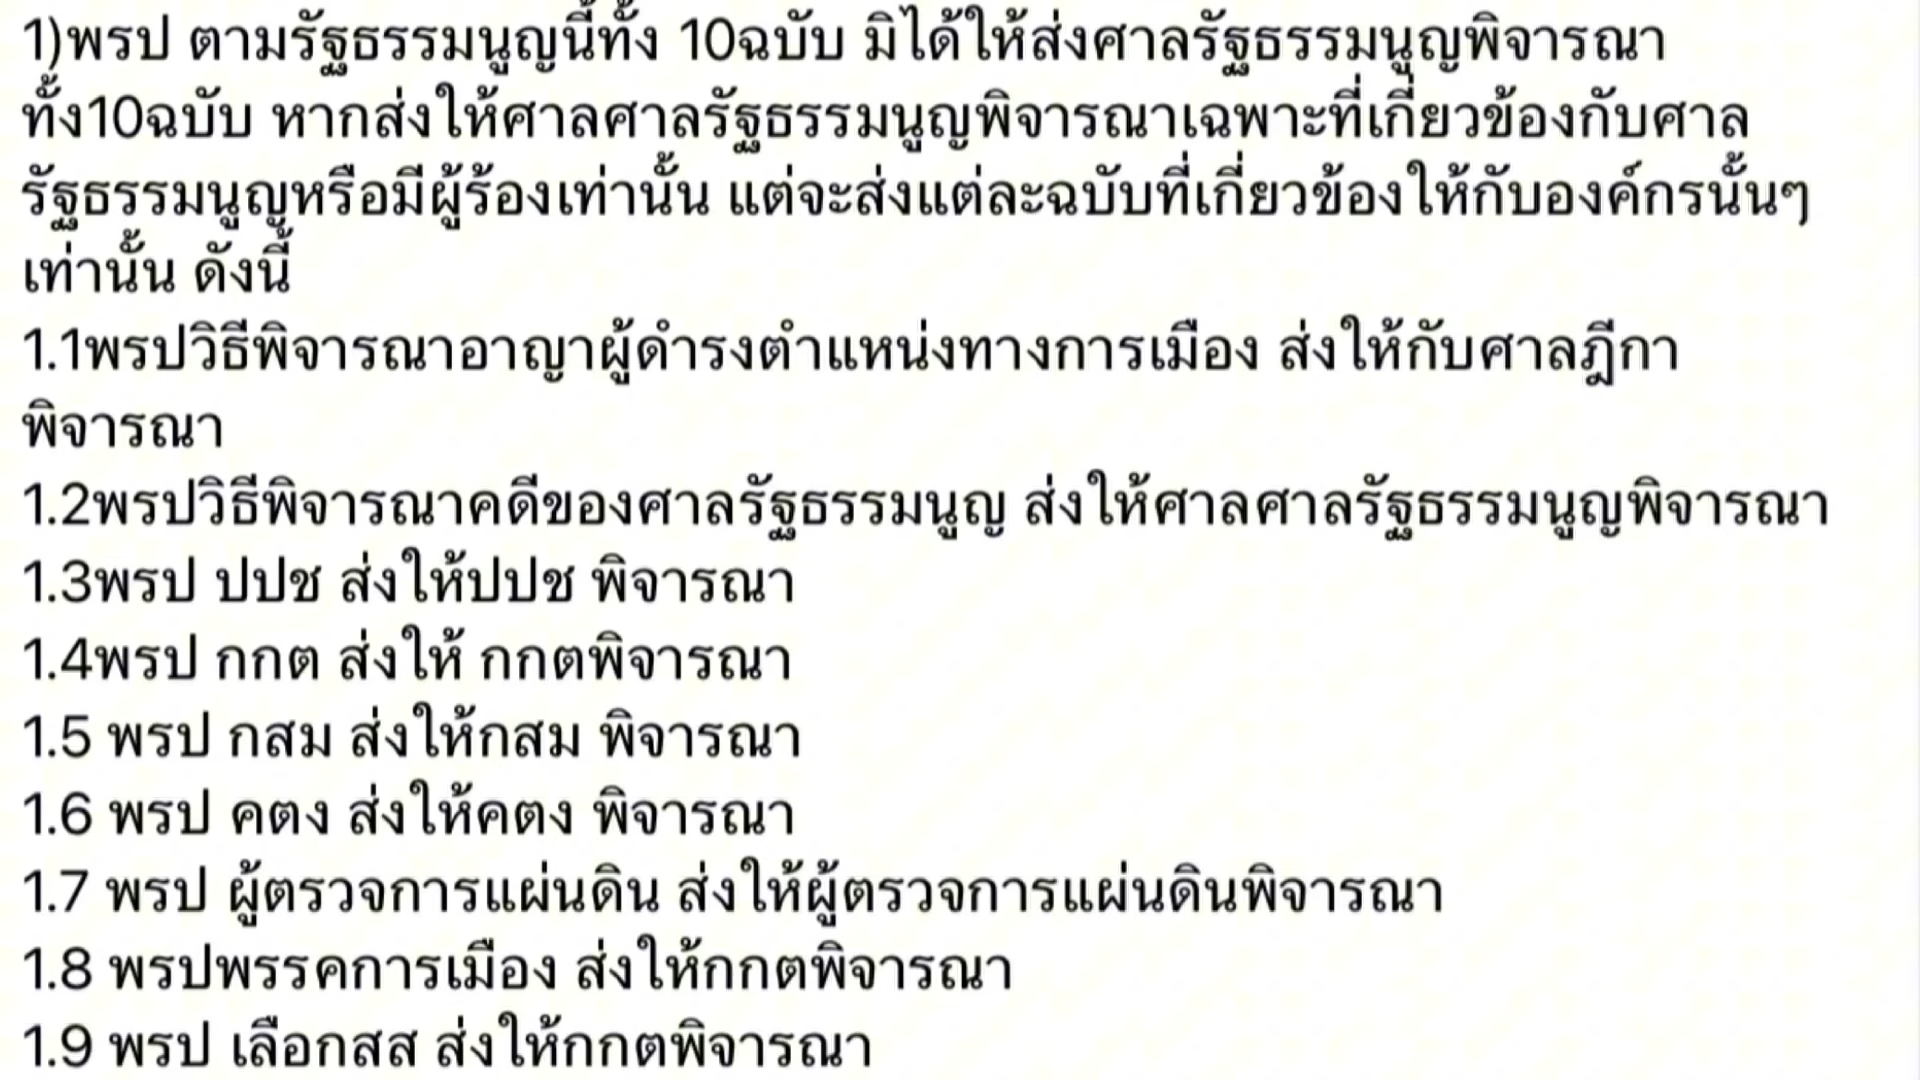 1)พรป ตามรัฐธรรมนูญนี้ทั้ง 10ฉบับ มิได้ให้ส่งศาลรัฐธรรมนูญพิจารณา
ทั้ง10ฉบับ หากส่งให้ศาลศาลรัฐธรรมนูญพิจารณาเฉพาะที่เกี่ยวข้องกับศาล
รัฐธรรมนูญหรือมีผู้ร้องเท่านั้น แต่จะส่งแต่ละฉบับที่เกี่ยวข้องให้กับองค์กรนั้นๆ
เท่านั้น ดังนี้
1.1พรปวิธีพิจารณาอาญาผู้ดำรงตำแหน่งทางการเมือง ส่งให้กับศาลฎีกา
พิจารณา
1.2พรปวิธีพิจารณาคดีของศาลรัฐธรรมนูญ ส่งให้ศาลศาลรัฐธรรมนูญพิจารณา
1.3พรป ปปช ส่งให้ปปช พิจารณา
1.4พรป กกต ส่งให้ กกตพิจารณา
1.5 พรป กสม ส่งให้กสม พิจารณา
1.6 พรป คตง ส่งให้คตง พิจารณา
1.7 พรป ผู้ตรวจการแผ่นดิน ส่งให้ผู้ตรวจการแผ่นดินพิจารณา
1.8 พรปพรรคการเมือง ส่งให้กกตพิจารณา
1.9 พรป เลือกสส ส่งให้กกตพิจารณา